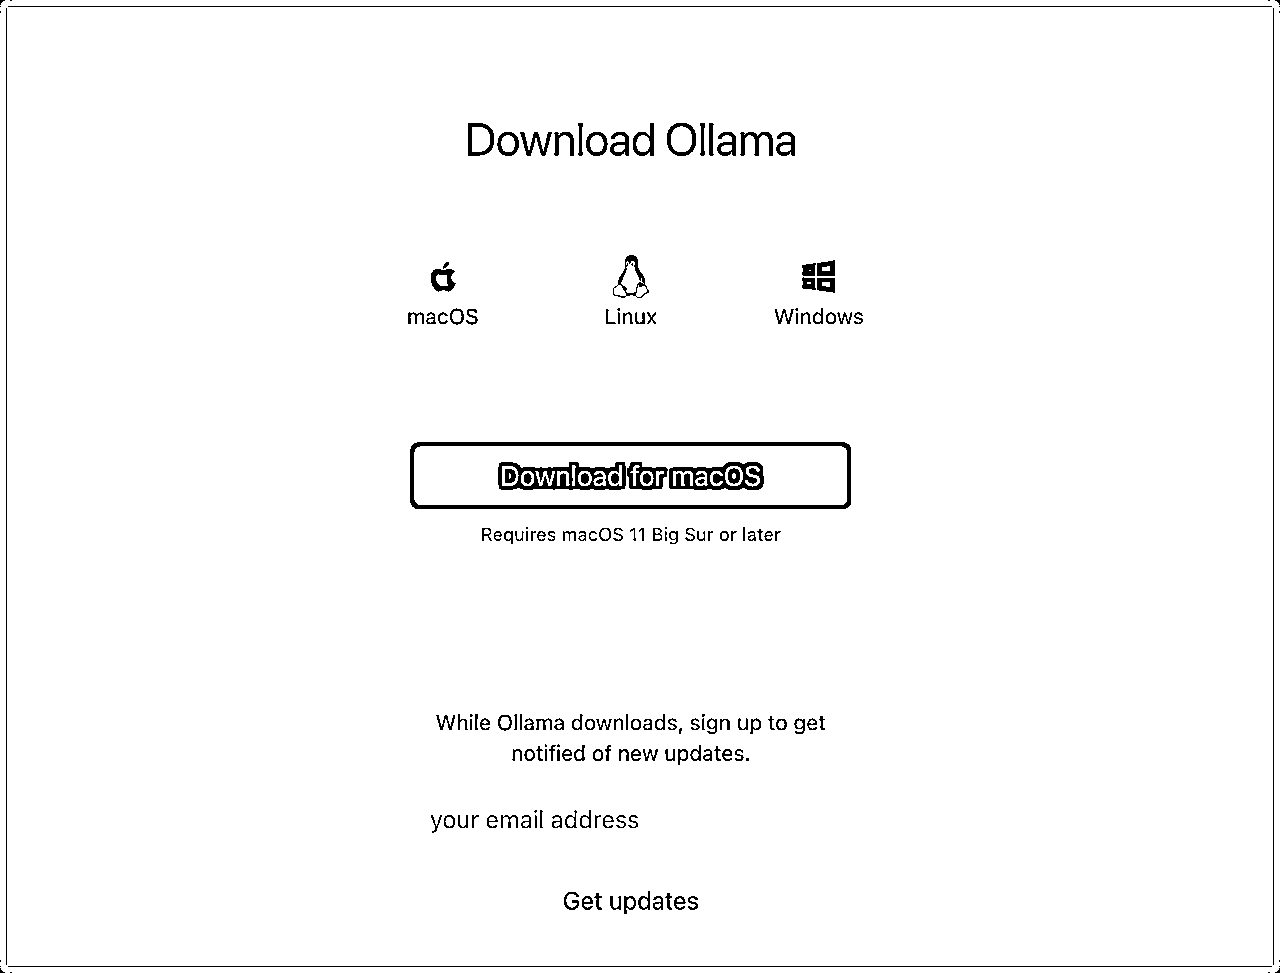 Download Ollama
macOS
Linux
Windows
Download for macOS
Requires macOS 11 Big Sur or later
While Ollama downloads, sign up to get
notified of new updates.
your email address
Get updates